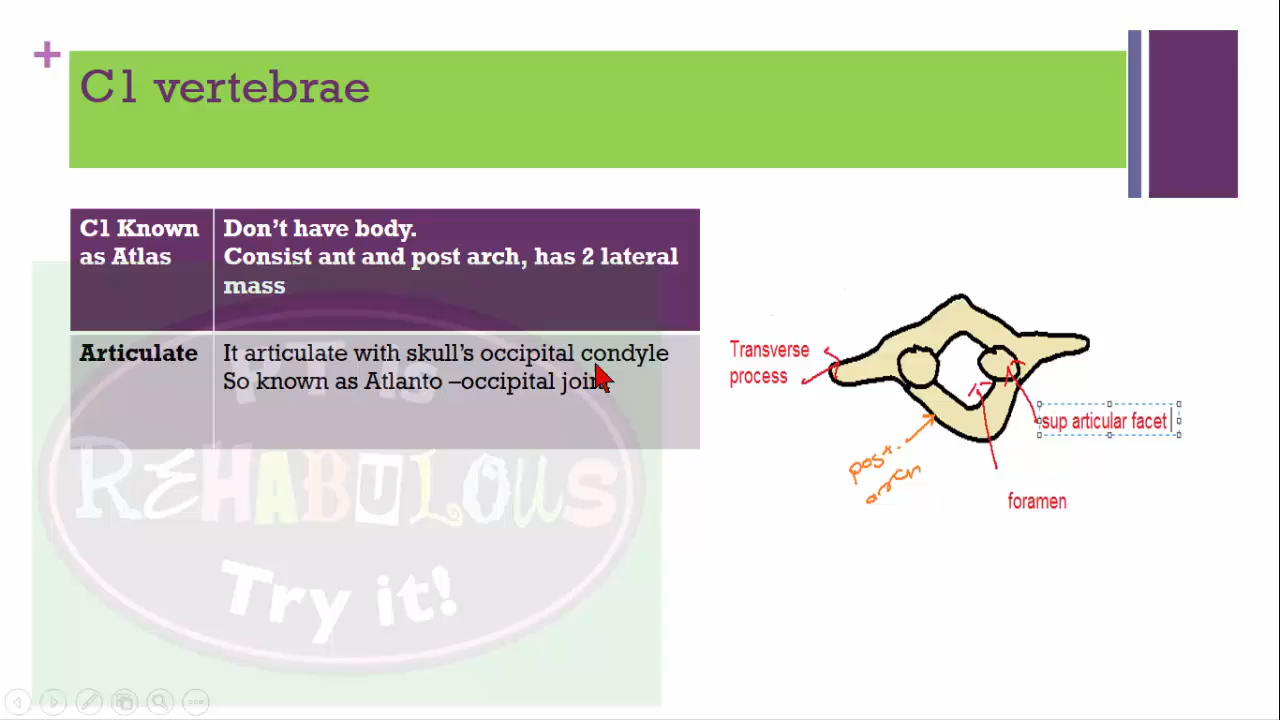 +
C1 vertebrae
C1 Known
as Atlas
Don't have body.
Consist ant and post arch, has 2 lateral
mass
Articulate
It articulate with skull's occipital condyle
So known as Atlanto –occipital joint
Transverse
process
sup articular facet
post.
arch
foramen
PT is
REHABULOUS
Try it!